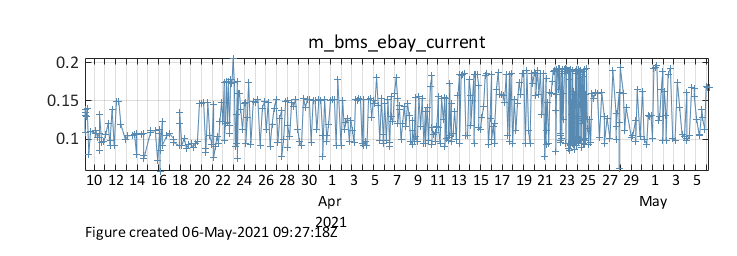 m_bms_ebay_current
0.2
0.15
0.1
10 12 14 16 18 20 22 24 26 28 30 1 3 5 7 9 11 13 15 17 19 21 23 25 27 29 1 3 5
Apr May
2021
Figure created 06-May-2021 09:27:18Z